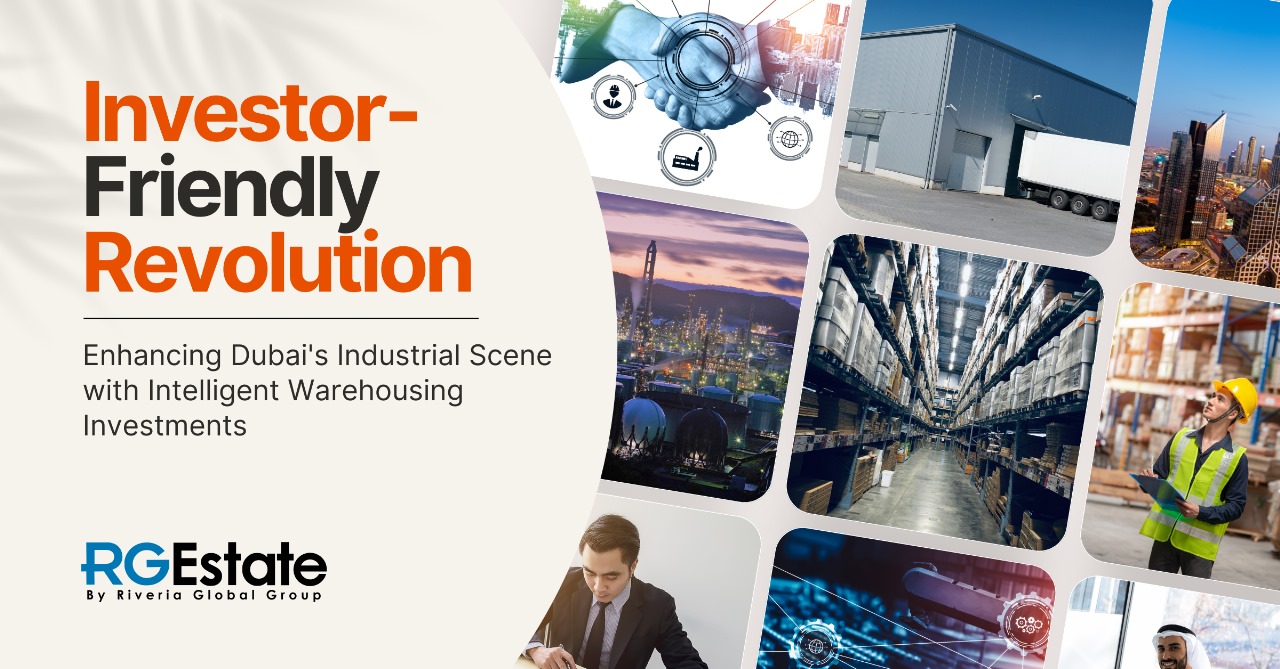 Investor-
Friendly
Revolution
Enhancing Dubai's Industrial Scene
with Intelligent Warehousing
Investments
RGEstate
By Riveria Global Group